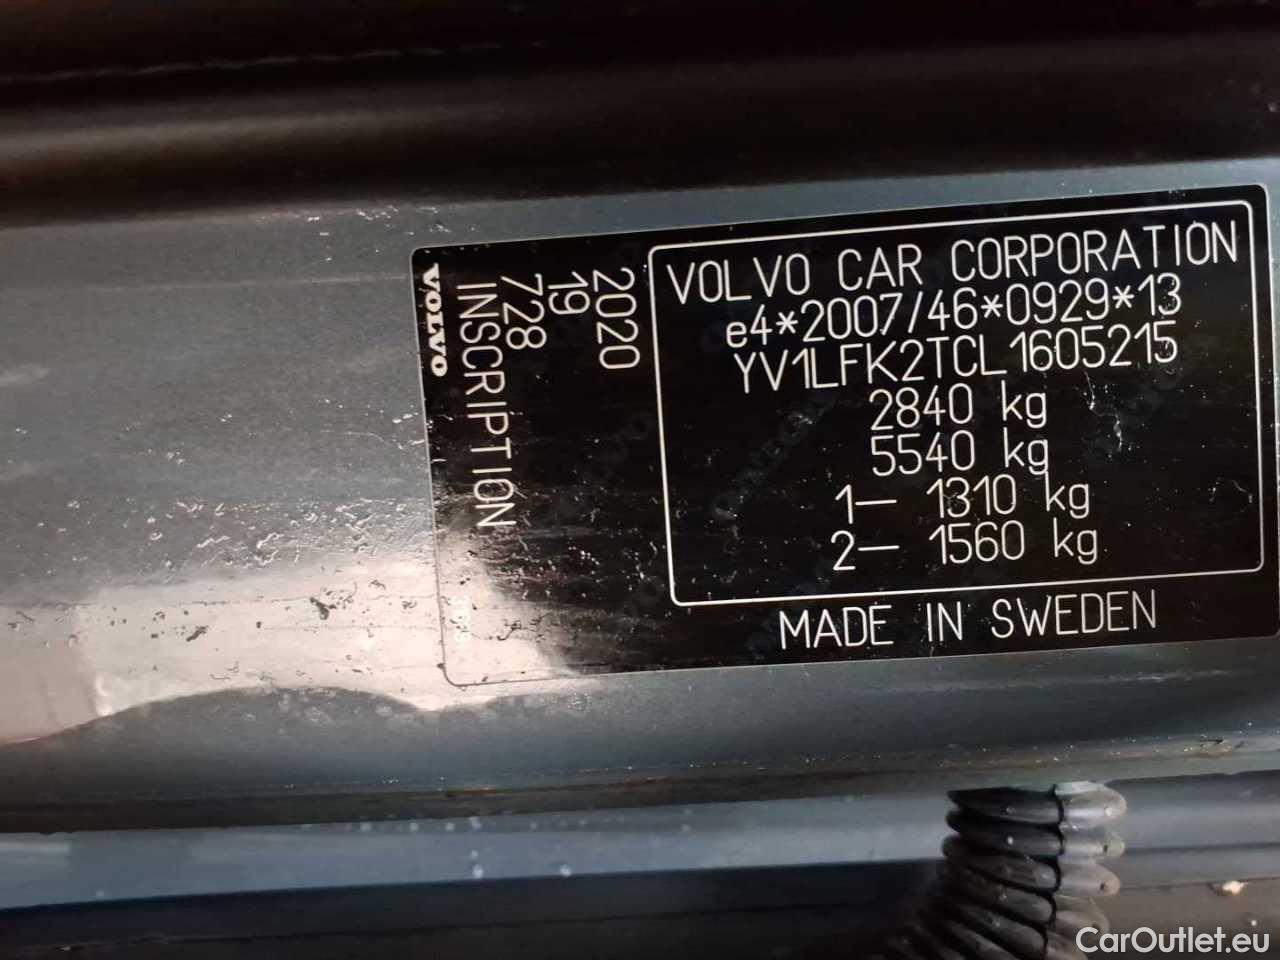 VOLVO CAR CORPORATION
e4*2007/46*0929*13
YV1LFK2TCL1605215
2840 kg
5540 kg
1— 1310 kg
2— 1560 kg
MADE IN SWEDEN
2020
19
728
INSCRIPTION
VOLVO
CarOutlet.eu